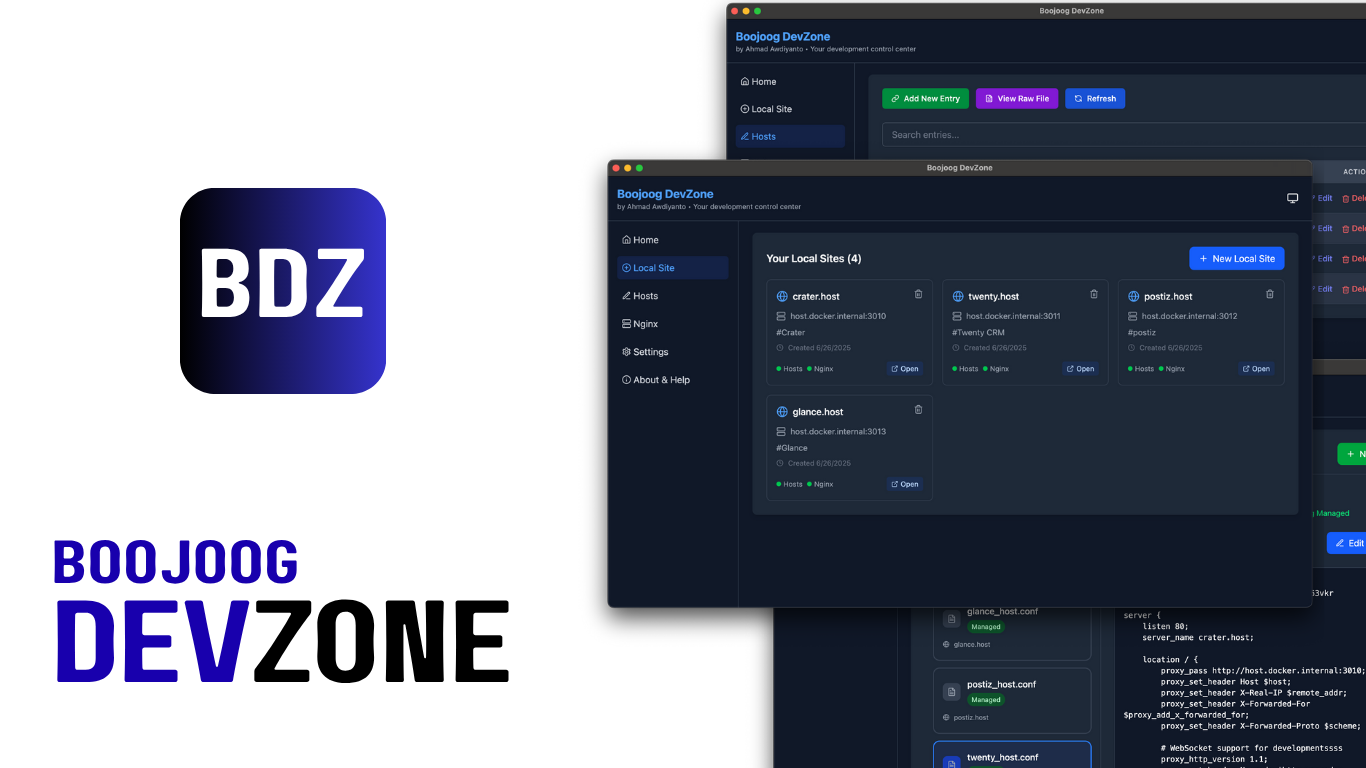 BDZ
BOOJOOG
DEVZONE
Boojoog DevZone
Boojoog DevZone
by Ahmad Awdiyanto • Your development control center
Home
Local Site
Hosts
Add New Entry
View Raw File
Refresh
Search entries...
ACTIO
Edit Dele
Edit Dele
Edit Dele
Edit Dele
Boojoog DevZone
Boojoog DevZone
by Ahmad Awdiyanto • Your development control center
Home
Local Site
Hosts
Nginx
Settings
About & Help
Your Local Sites (4)
+ New Local Site
crater.host
host.docker.internal:3010
#Crater
Created 6/26/2025
Hosts Nginx Open
twenty.host
host.docker.internal:3011
#Twenty CRM
Created 6/26/2025
Hosts Nginx Open
postiz.host
host.docker.internal:3012
#postiz
Created 6/26/2025
Hosts Nginx Open
glance.host
host.docker.internal:3013
#Glance
Created 6/26/2025
Hosts Nginx Open
+ N
Managed
Edit
glance_host.conf
Managed
glance.host
postiz_host.conf
Managed
postiz.host
twenty_host.conf
53vkr
server {
listen 80;
server_name crater.host;
location / {
proxy_pass http://host.docker.internal:3010;
proxy_set_header Host $host;
proxy_set_header X-Real-IP $remote_addr;
proxy_set_header X-Forwarded-For
$proxy_add_x_forwarded_for;
proxy_set_header X-Forwarded-Proto $scheme;
# WebSocket support for developmentssss
proxy_http_version 1.1;